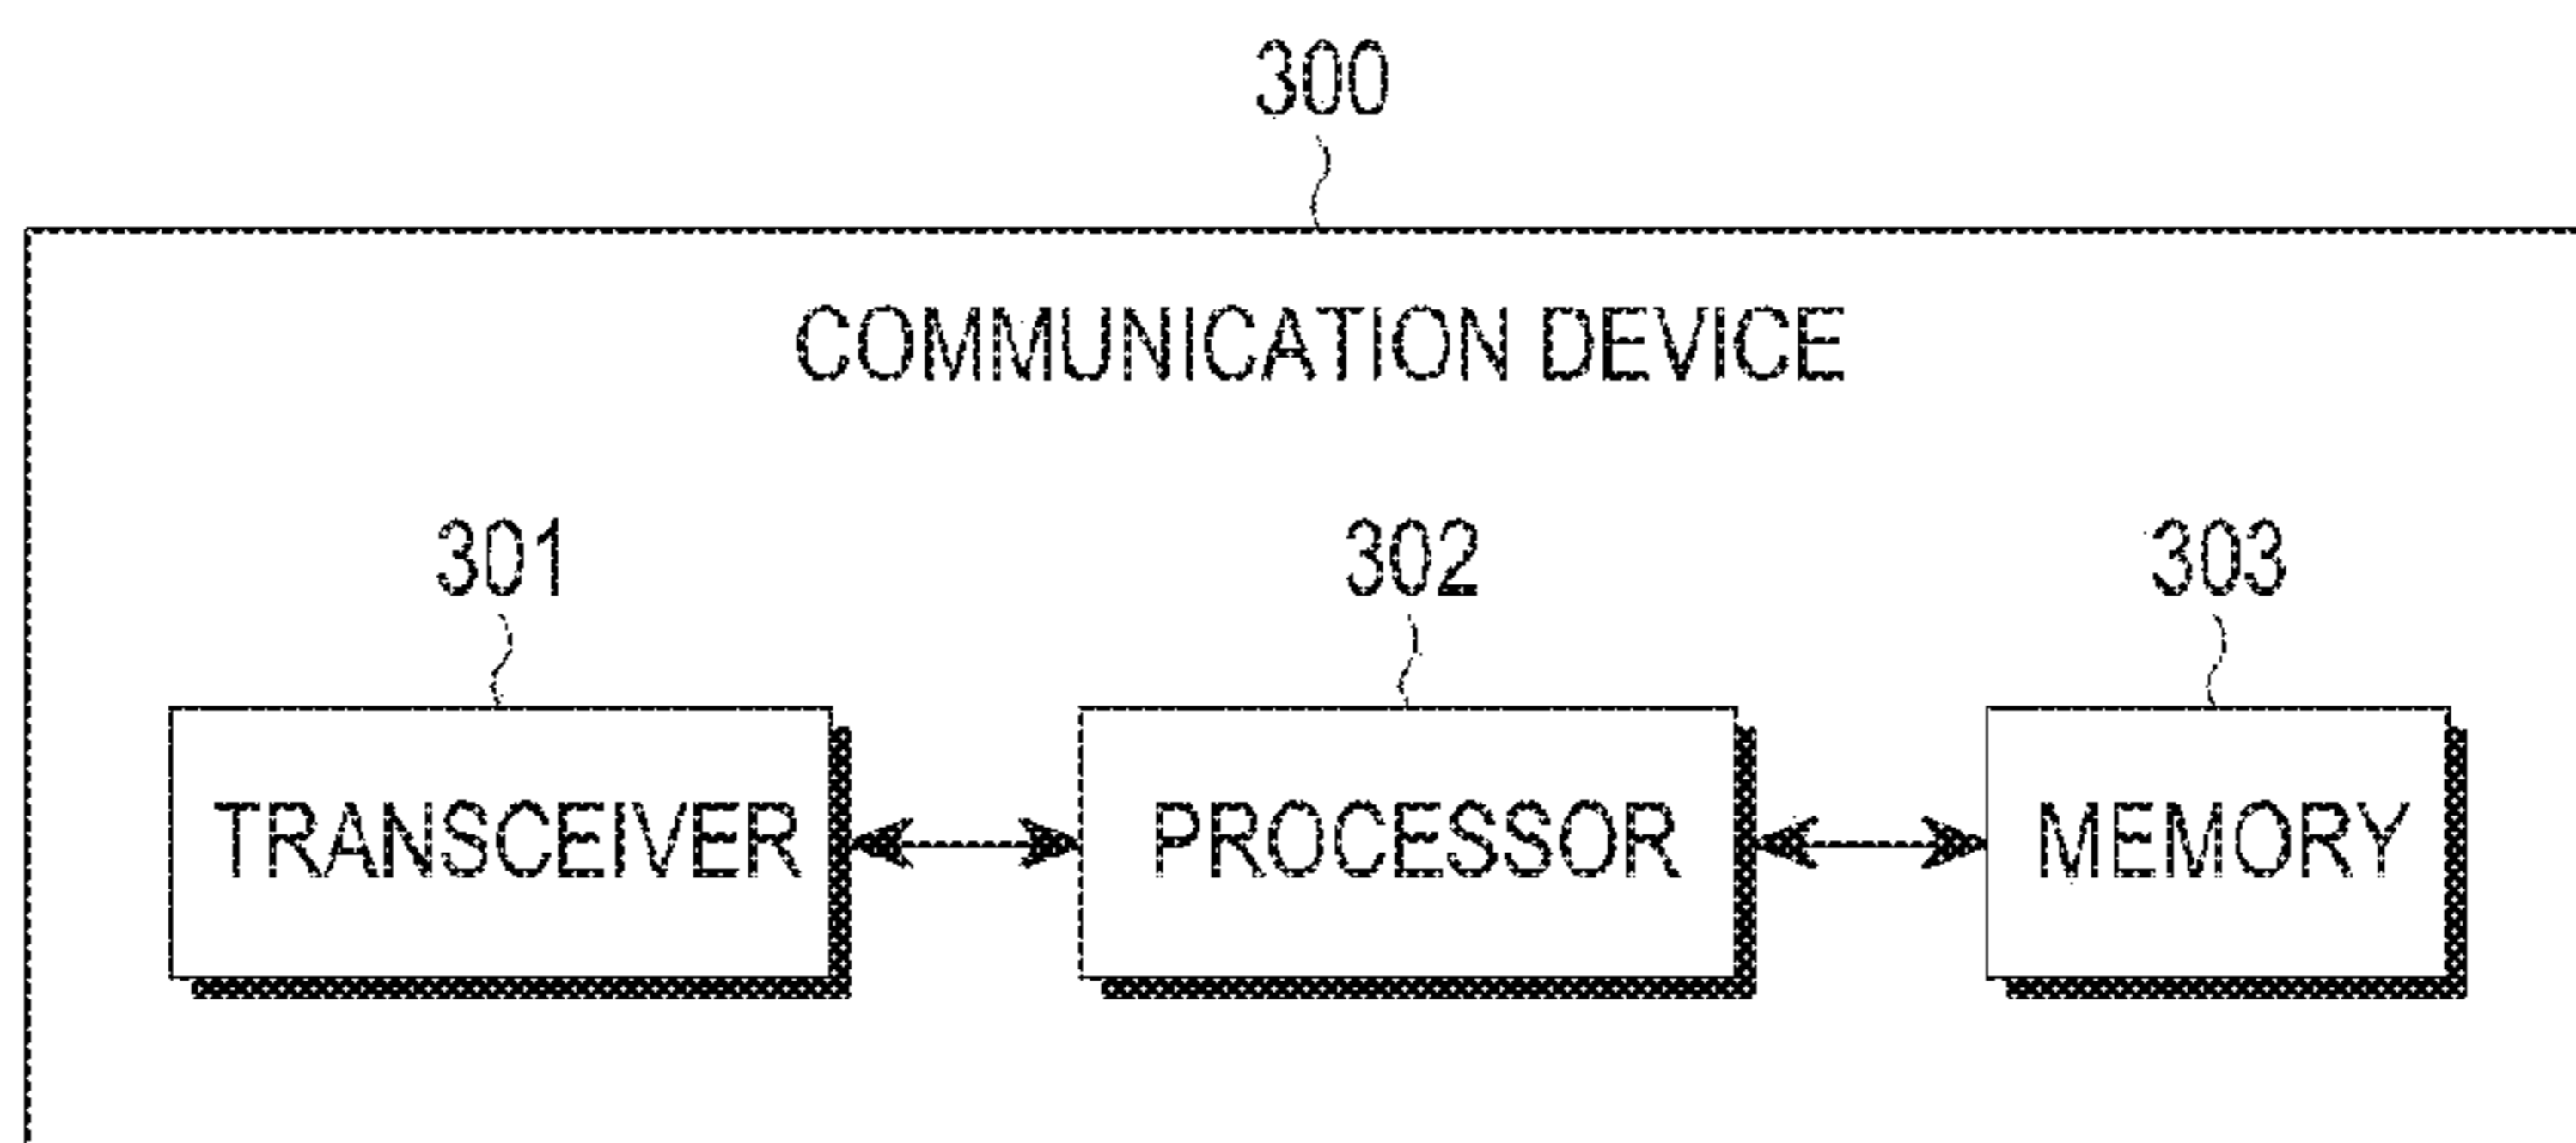 300
COMMUNICATION DEVICE
301 302 303
TRANSCEIVER PROCESSOR MEMORY